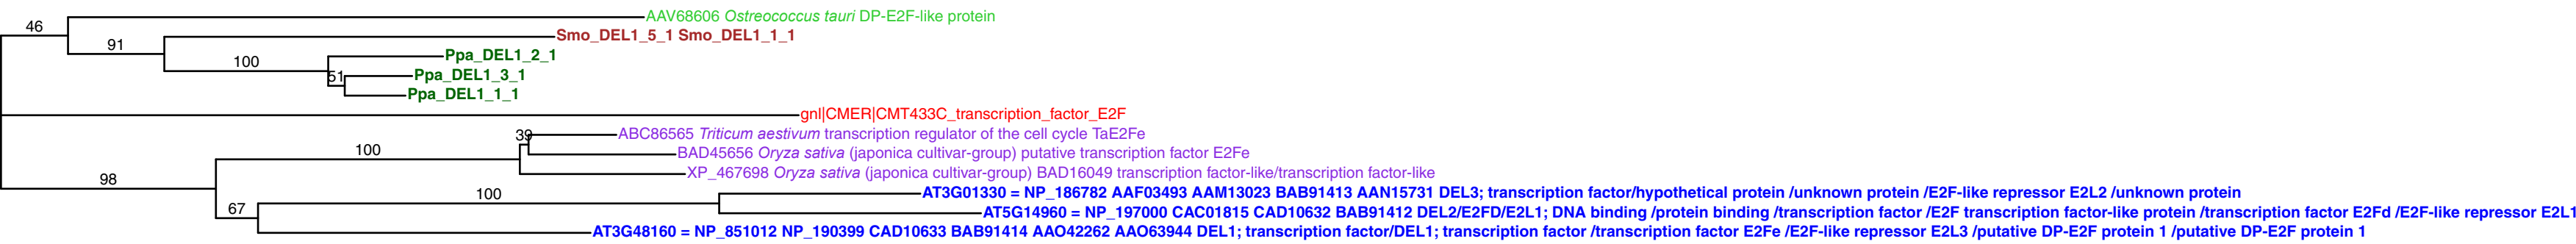 AAV68606 Ostreococcus tauri DP-E2F-like protein
46
Smo_DEL1_5_1 Smo_DEL1_1_1
91
Ppa_DEL1_2_1
100
Ppa_DEL1_3_1
51
Ppa_DEL1_1_1
gnl|CMER|CMT433C_transcription_factor_E2F
39
ABC86565 Triticum aestivum transcription regulator of the cell cycle TaE2Fe
100
BAD45656 Oryza sativa (japonica cultivar-group) putative transcription factor E2Fe
XP_467698 Oryza sativa (japonica cultivar-group) BAD16049 transcription factor-like/transcription factor-like
98
100
AT3G01330 = NP_186782 AAF03493 AAM13023 BAB91413 AAN15731 DEL3; transcription factor/hypothetical protein /unknown protein /E2F-like repressor E2L2 /unknown protein
67
AT5G14960 = NP_197000 CAC01815 CAD10632 BAB91412 DEL2/E2FD/E2L1; DNA binding /protein binding /transcription factor /E2F transcription factor-like protein /transcription factor E2Fd /E2F-like repressor E2L1
AT3G48160 = NP_851012 NP_190399 CAD10633 BAB91414 AAO42262 AAO63944 DEL1; transcription factor/DEL1; transcription factor /transcription factor E2Fe /E2F-like repressor E2L3 /putative DP-E2F protein 1 /putative DP-E2F protein 1